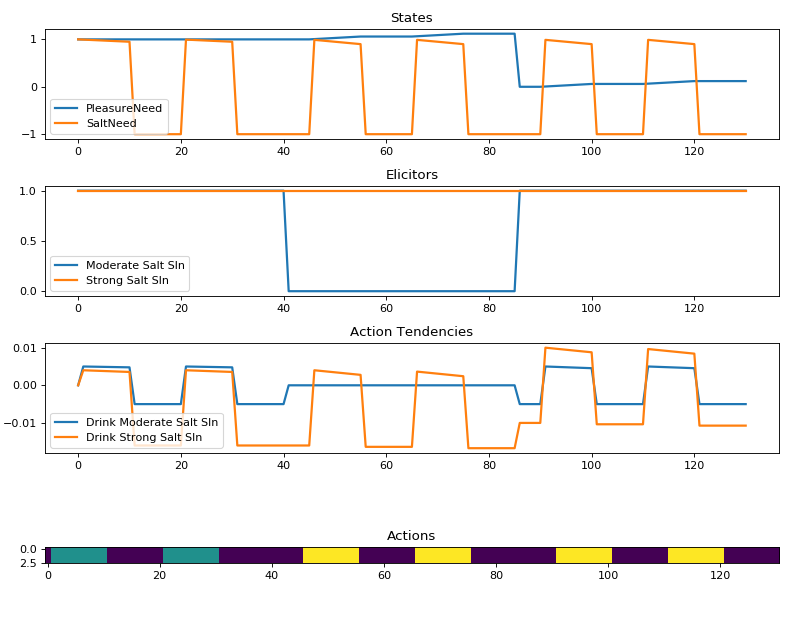 States
1
0
−1
PleasureNeed
SaltNeed
0 20 40 60 80 100 120
Elicitors
1.0
0.5
0.0
Moderate Salt Sln
Strong Salt Sln
0 20 40 60 80 100 120
Action Tendencies
0.01
0.00
−0.01
Drink Moderate Salt Sln
Drink Strong Salt Sln
0 20 40 60 80 100 120
Actions
0.0
2.5
0 20 40 60 80 100 120